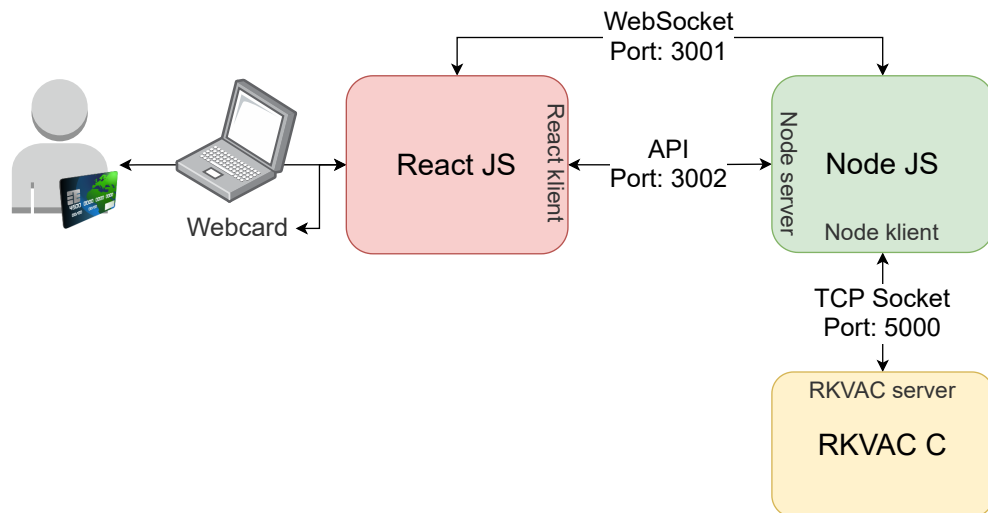 WebSocket
Port: 3001
React JS
React klient
API
Port: 3002
Node server
Node JS
Node klient
Webcard
TCP Socket
Port: 5000
RKVAC server
RKVAC C